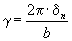 γ = 2π · δₙ / b